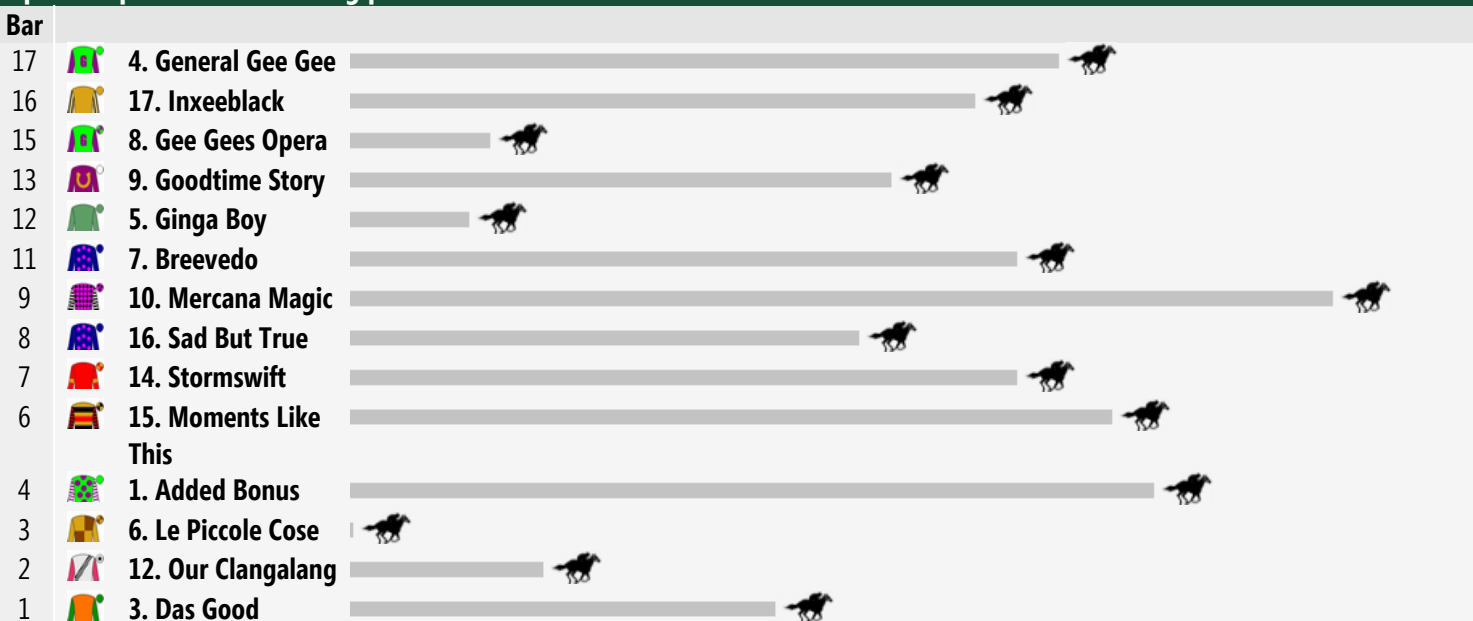 Bar
17 G 4. General Gee Gee
16 17. Inxeeblack
15 G 8. Gee Gees Opera
13 9. Goodtime Story
12 5. Ginga Boy
11 7. Breevedo
9 10. Mercana Magic
8 16. Sad But True
7 14. Stormswift
6 15. Moments Like
This
4 1. Added Bonus
3 6. Le Piccole Cose
2 12. Our Clangalang
1 3. Das Good